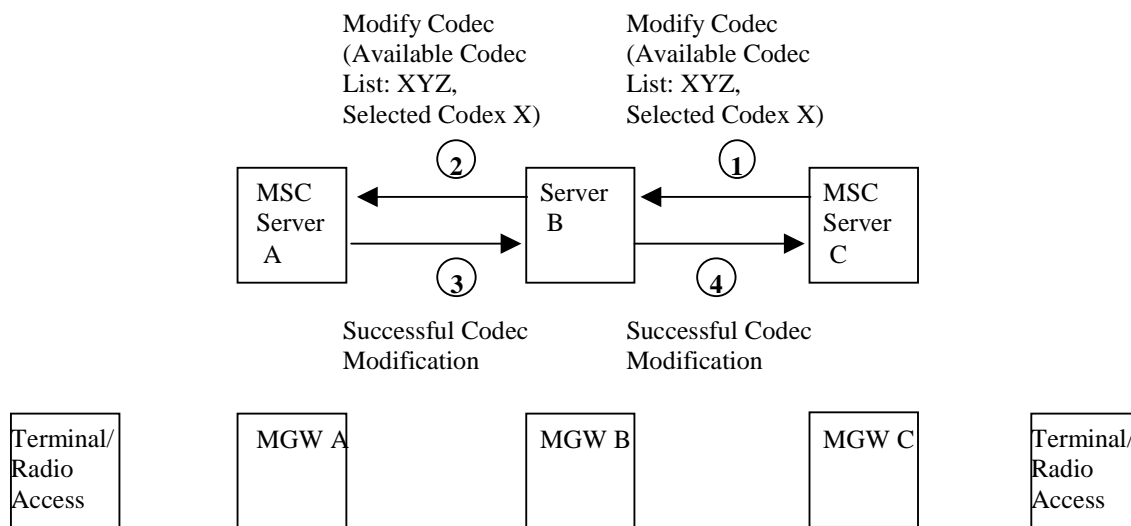 Modify Codec
(Available Codec
List: XYZ,
Selected Codex X)
Modify Codec
(Available Codec
List: XYZ,
Selected Codex X)
2
1
MSC
Server
A
Server
B
MSC
Server
C
3
4
Successful Codec
Modification
Successful Codec
Modification
Terminal/
Radio
Access
MGW A
MGW B
MGW C
Terminal/
Radio
Access